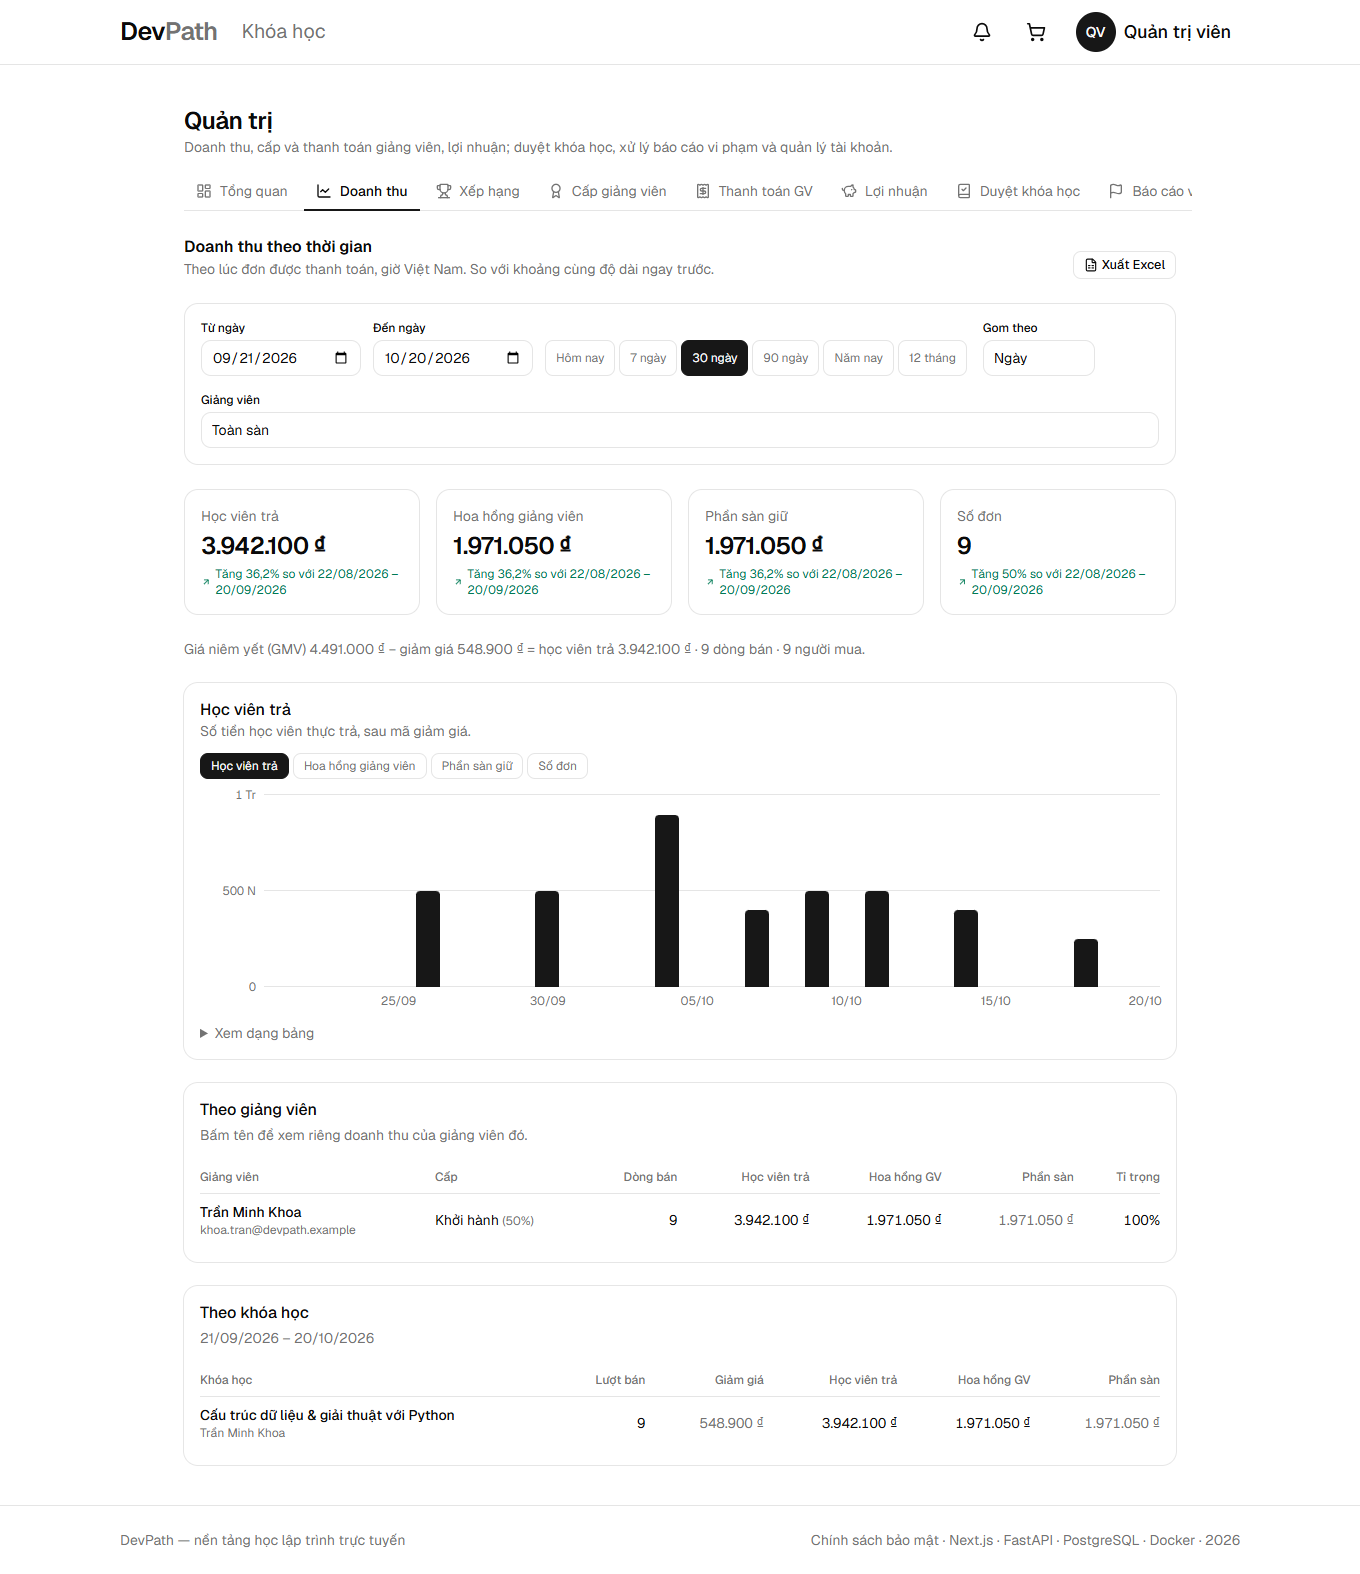 DevPath Khóa học QV Quản trị viên
Quản trị
Doanh thu, cấp và thanh toán giảng viên, lợi nhuận; duyệt khóa học, xử lý báo cáo vi phạm và quản lý tài khoản.
Tổng quan Doanh thu Xếp hạng Cấp giảng viên Thanh toán GV Lợi nhuận Duyệt khóa học Báo cáo v
Doanh thu theo thời gian
Theo lúc đơn được thanh toán, giờ Việt Nam. So với khoảng cùng độ dài ngay trước.
Xuất Excel
Từ ngày Đến ngày Gom theo
09/21/2026 10/20/2026 Hôm nay 7 ngày 30 ngày 90 ngày Năm nay 12 tháng Ngày
Giảng viên
Toàn sàn
Học viên trả
3.942.100 ₫
Tăng 36,2% so với 22/08/2026 –
20/09/2026
Hoa hồng giảng viên
1.971.050 ₫
Tăng 36,2% so với 22/08/2026 –
20/09/2026
Phần sàn giữ
1.971.050 ₫
Tăng 36,2% so với 22/08/2026 –
20/09/2026
Số đơn
9
Tăng 50% so với 22/08/2026 –
20/09/2026
Giá niêm yết (GMV) 4.491.000 ₫ − giảm giá 548.900 ₫ = học viên trả 3.942.100 ₫ · 9 dòng bán · 9 người mua.
Học viên trả
Số tiền học viên thực trả, sau mã giảm giá.
Học viên trả Hoa hồng giảng viên Phần sàn giữ Số đơn
1 Tr
500 N
0
25/09 30/09 05/10 10/10 15/10 20/10
Xem dạng bảng
Theo giảng viên
Bấm tên để xem riêng doanh thu của giảng viên đó.
Giảng viên Cấp Dòng bán Học viên trả Hoa hồng GV Phần sàn Tỉ trọng
Trần Minh Khoa
khoa.tran@devpath.example
Khởi hành (50%) 9 3.942.100 ₫ 1.971.050 ₫ 1.971.050 ₫ 100%
Theo khóa học
21/09/2026 – 20/10/2026
Khóa học Lượt bán Giảm giá Học viên trả Hoa hồng GV Phần sàn
Cấu trúc dữ liệu & giải thuật với Python
Trần Minh Khoa
9 548.900 ₫ 3.942.100 ₫ 1.971.050 ₫ 1.971.050 ₫
DevPath — nền tảng học lập trình trực tuyến
Chính sách bảo mật · Next.js · FastAPI · PostgreSQL · Docker · 2026